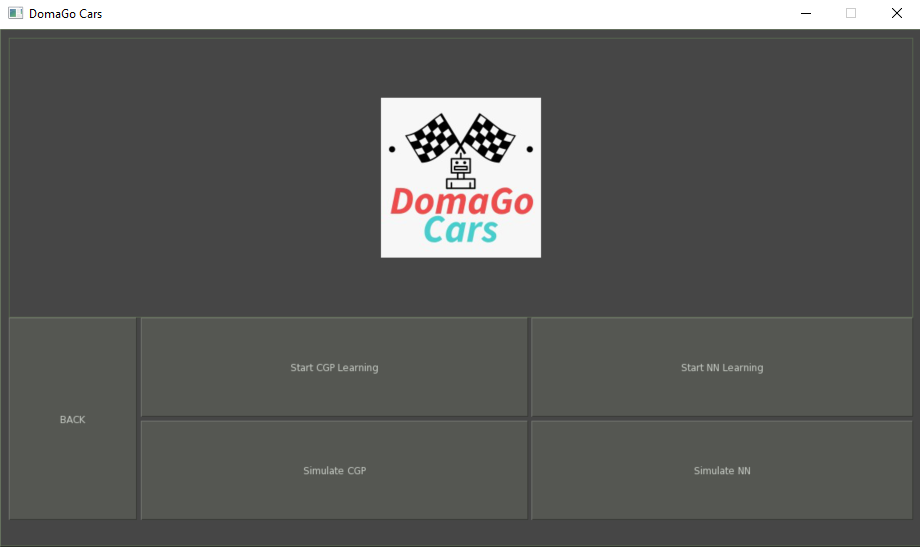 DomaGo Cars
DomaGo
Cars
Start CGP Learning
Start NN Learning
BACK
Simulate CGP
Simulate NN